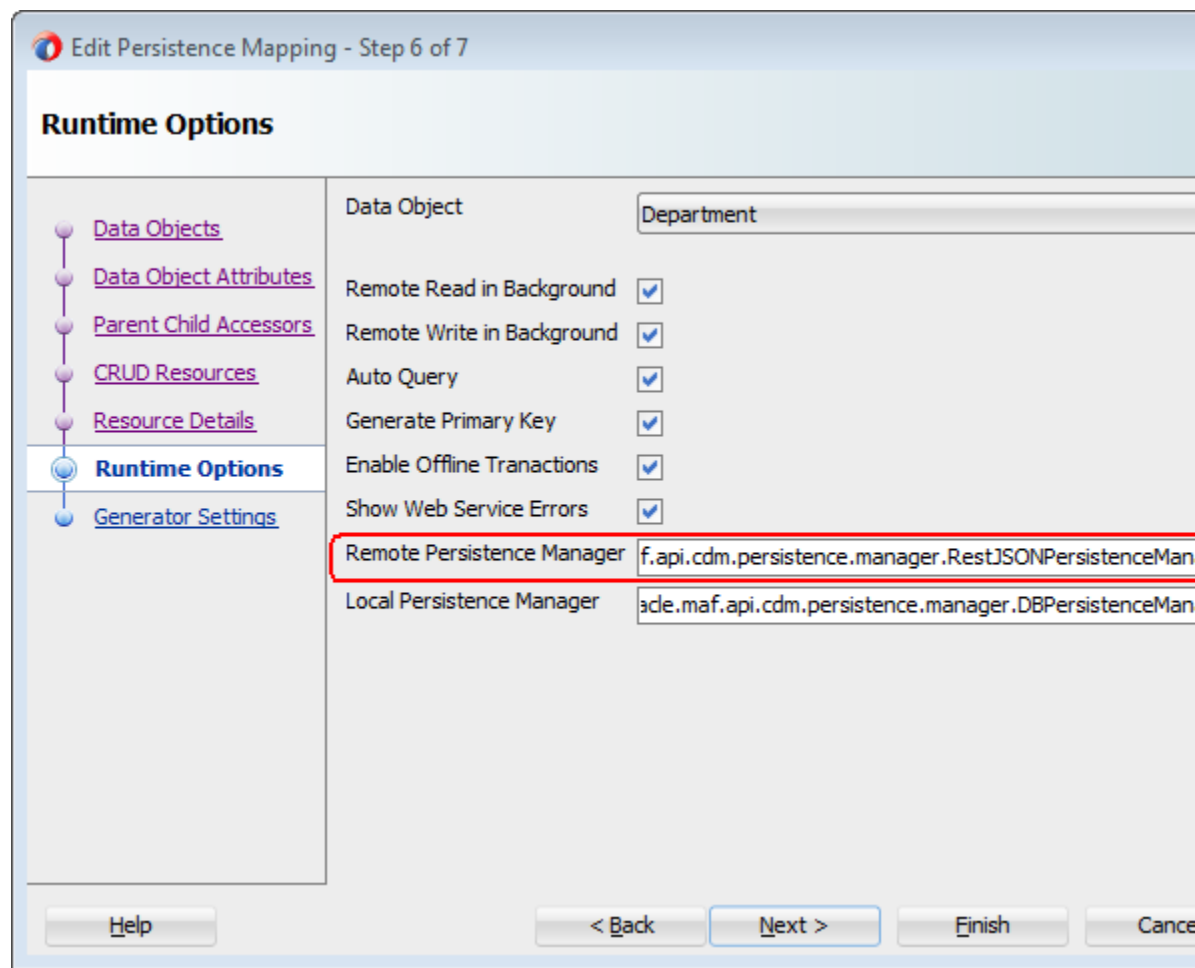 Edit Persistence Mapping - Step 6 of 7
Runtime Options
Data Objects
Data Object Attributes
Parent Child Accessors
CRUD Resources
Resource Details
Runtime Options
Generator Settings
Data Object Department
Remote Read in Background
Remote Write in Background
Auto Query
Generate Primary Key
Enable Offline Tranactions
Show Web Service Errors
Remote Persistence Manager f.api.cdm.persistence.manager.RestJSONPersistenceMan
Local Persistence Manager acle.maf.api.cdm.persistence.manager.DBPersistenceMan
Help < Back Next > Finish Cance